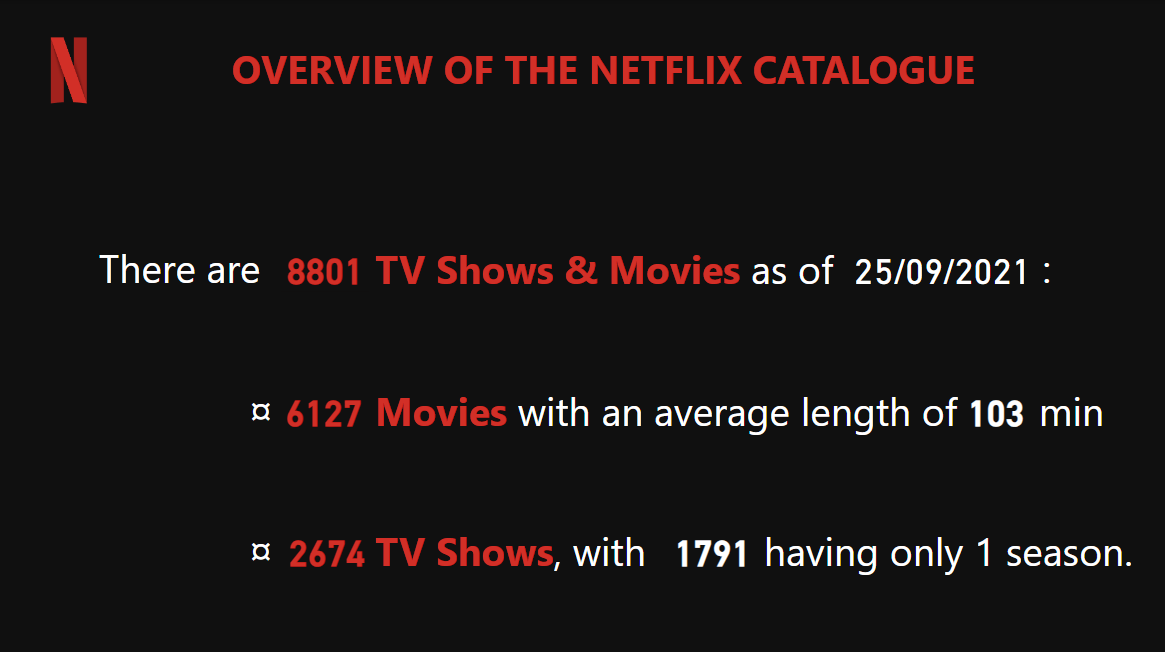 N
OVERVIEW OF THE NETFLIX CATALOGUE
There are 8801 TV Shows & Movies as of 25/09/2021 :
¤ 6127 Movies with an average length of 103 min
¤ 2674 TV Shows, with 1791 having only 1 season.